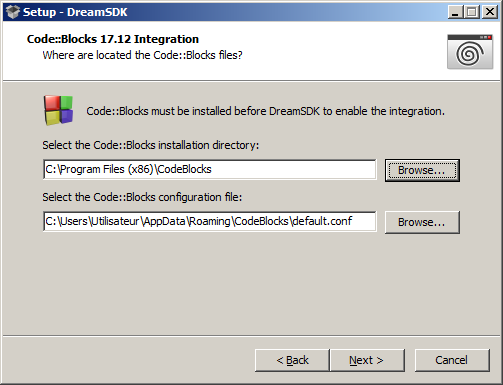 Setup - DreamSDK
Code::Blocks 17.12 Integration
Where are located the Code::Blocks files?
Code::Blocks must be installed before DreamSDK to enable the integration.
Select the Code::Blocks installation directory:
C:\Program Files (x86)\CodeBlocks
Browse...
Select the Code::Blocks configuration file:
C:\Users\Utilisateur\AppData\Roaming\CodeBlocks\default.conf
Browse...
< Back
Next >
Cancel